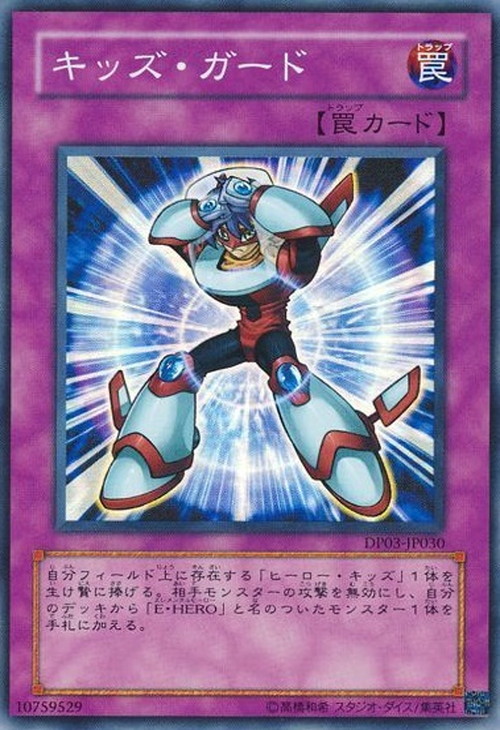 キッズ・ガード
トラップ
罠
トラップ
【罠カード】
DP03-JP030
自分フィールド上に存在する「ヒーロー・キッズ」1体を
生け贄に捧げる。相手モンスターの攻撃を無効にし、自分
のデッキから「E・HERO」と名のついたモンスター1体を
手札に加える。
10759529
©高橋和希 スタジオ・ダイス/集英社